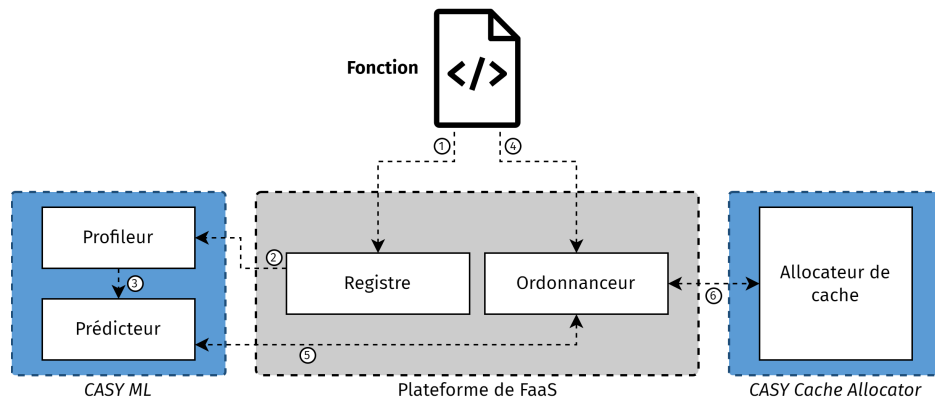 Fonction
</>
① ④
Profileur
②
Registre
Ordonnanceur
Allocateur de
cache
③
⑥
Prédicteur
⑤
CASY ML
Plateforme de FaaS
CASY Cache Allocator